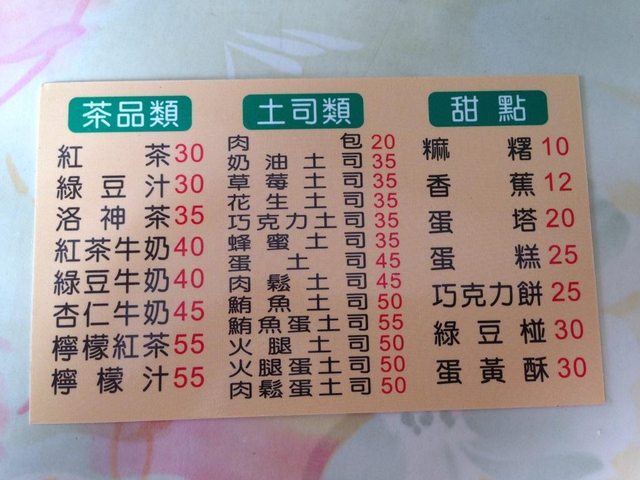 茶品類
紅茶30
綠豆汁30
洛神茶35
紅茶牛奶40
綠豆牛奶40
杏仁牛奶45
檸檬紅茶55
檸檬汁55
土司類
肉包20
奶油土司35
草莓土司35
花生土司35
巧克力土司35
蜂蜜土司35
蛋土司45
肉鬆土司45
鮪魚土司50
鮪魚蛋土司55
火腿土司50
火腿蛋土司50
肉鬆蛋土司50
甜點
糍糬10
香蕉12
蛋塔20
蛋糕25
巧克力餅25
綠豆椪30
蛋黃酥30